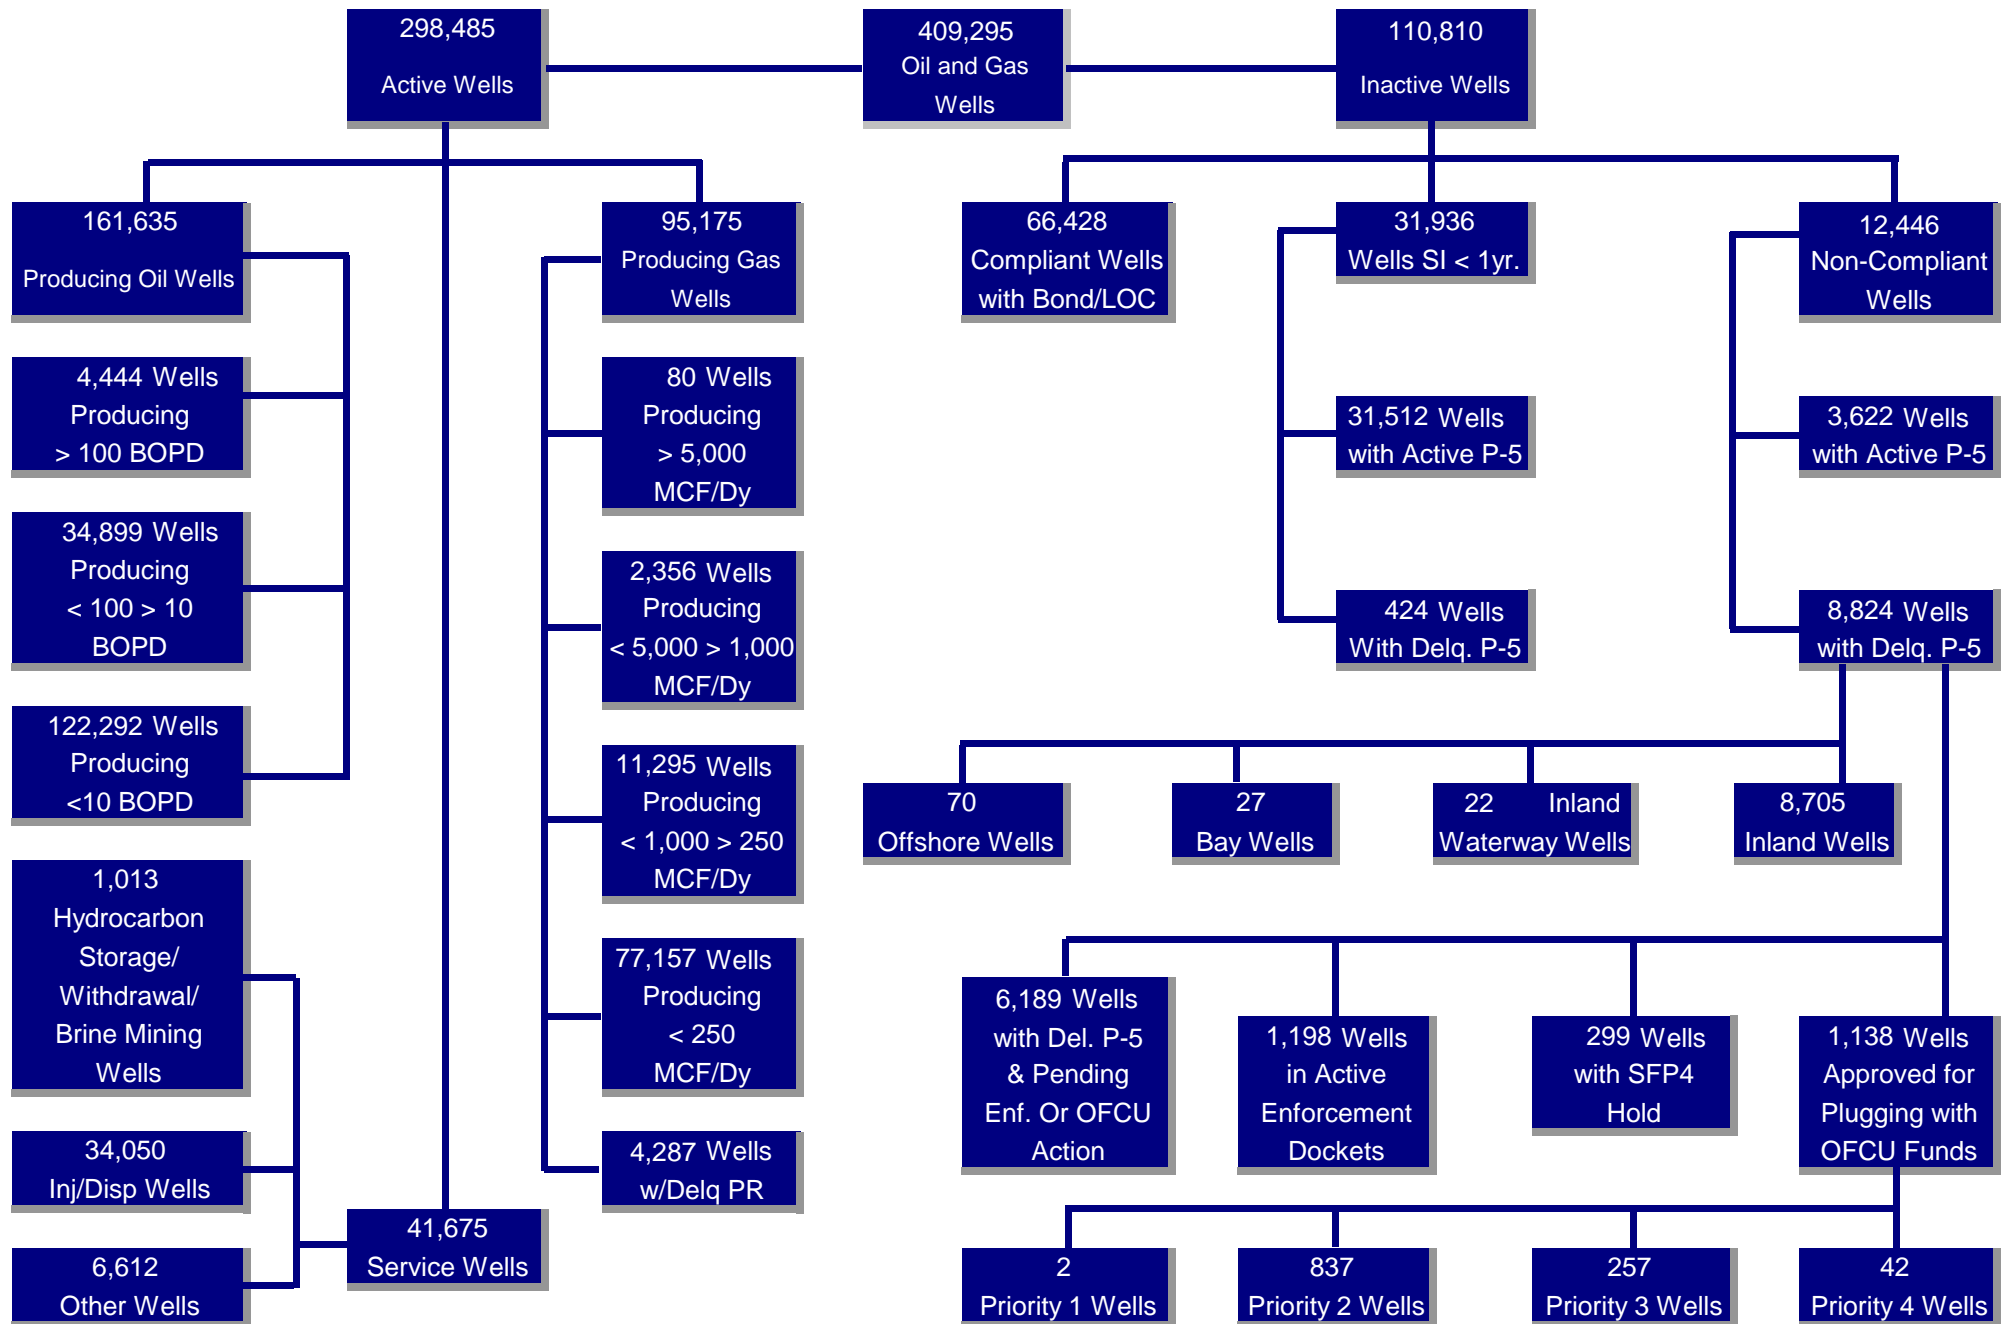 298,485
Active Wells
409,295
Oil and Gas
Wells
110,810
Inactive Wells
161,635
Producing Oil Wells
95,175
Producing Gas
Wells
66,428
Compliant Wells
with Bond/LOC
31,936
Wells SI < 1yr.
12,446
Non-Compliant
Wells
4,444 Wells
Producing
> 100 BOPD
80 Wells
Producing
> 5,000
MCF/Dy
31,512 Wells
with Active P-5
3,622 Wells
with Active P-5
34,899 Wells
Producing
< 100 > 10
BOPD
2,356 Wells
Producing
< 5,000 > 1,000
MCF/Dy
424 Wells
With Delq. P-5
8,824 Wells
with Delq. P-5
122,292 Wells
Producing
<10 BOPD
11,295 Wells
Producing
< 1,000 > 250
MCF/Dy
70
Offshore Wells
27
Bay Wells
22 Inland
Waterway Wells
8,705
Inland Wells
1,013
Hydrocarbon
Storage/
Withdrawal/
Brine Mining
Wells
77,157 Wells
Producing
< 250
MCF/Dy
6,189 Wells
with Del. P-5
& Pending
Enf. Or OFCU
Action
1,198 Wells
in Active
Enforcement
Dockets
299 Wells
with SFP4
Hold
1,138 Wells
Approved for
Plugging with
OFCU Funds
34,050
Inj/Disp Wells
4,287 Wells
w/Delq PR
41,675
Service Wells
6,612
Other Wells
2
Priority 1 Wells
837
Priority 2 Wells
257
Priority 3 Wells
42
Priority 4 Wells